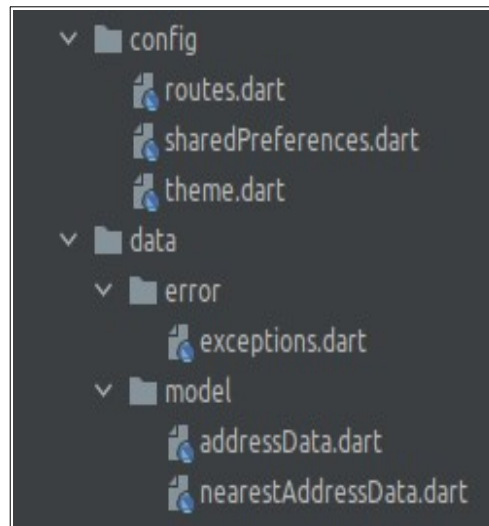 config
routes.dart
sharedPreferences.dart
theme.dart
data
error
exceptions.dart
model
addressData.dart
nearestAddressData.dart